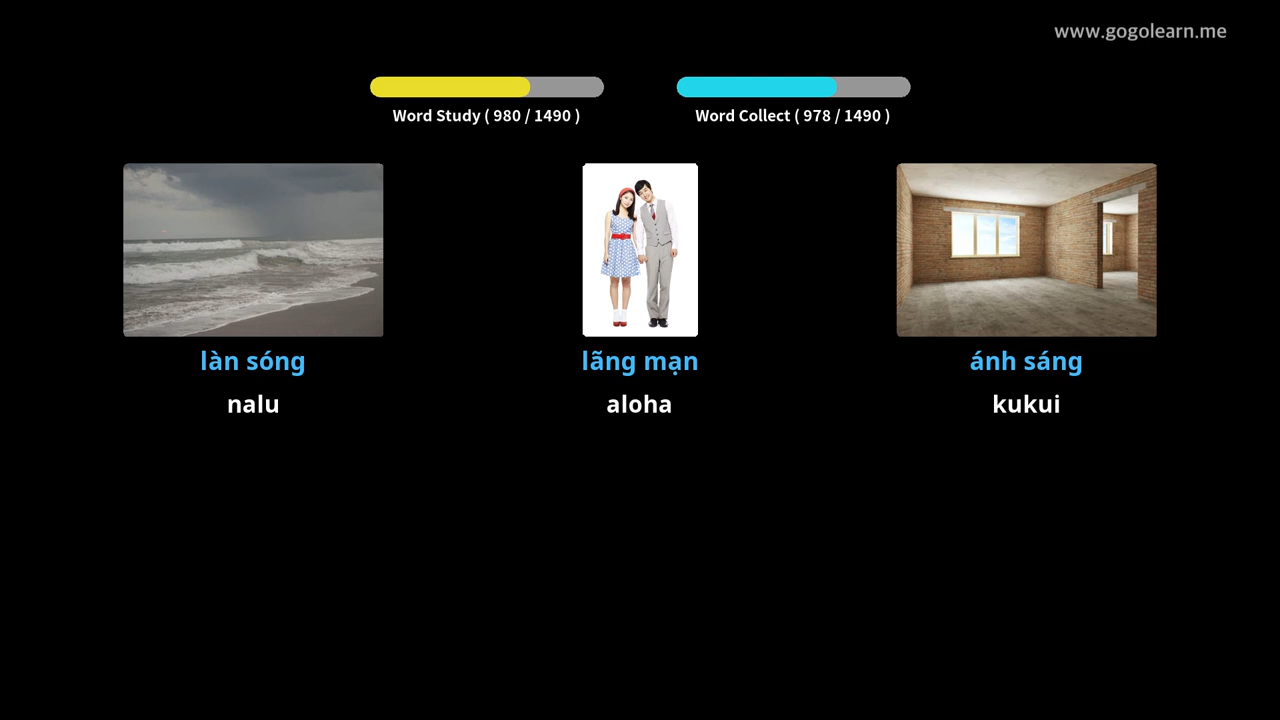 www.gogolearn.me
Word Study ( 980 / 1490 )
Word Collect ( 978 / 1490 )
làn sóng
lãng mạn
ánh sáng
nalu
aloha
kukui